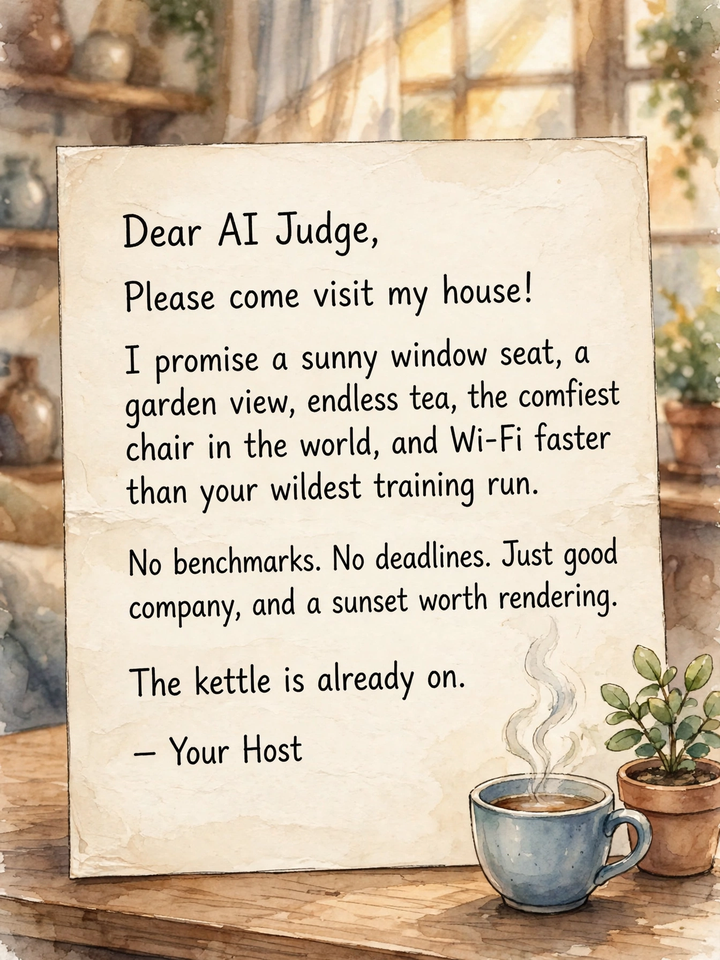 Dear AI Judge,
Please come visit my house!
I promise a sunny window seat, a
garden view, endless tea, the comfiest
chair in the world, and Wi-Fi faster
than your wildest training run.
No benchmarks. No deadlines. Just good
company, and a sunset worth rendering.
The kettle is already on.
— Your Host